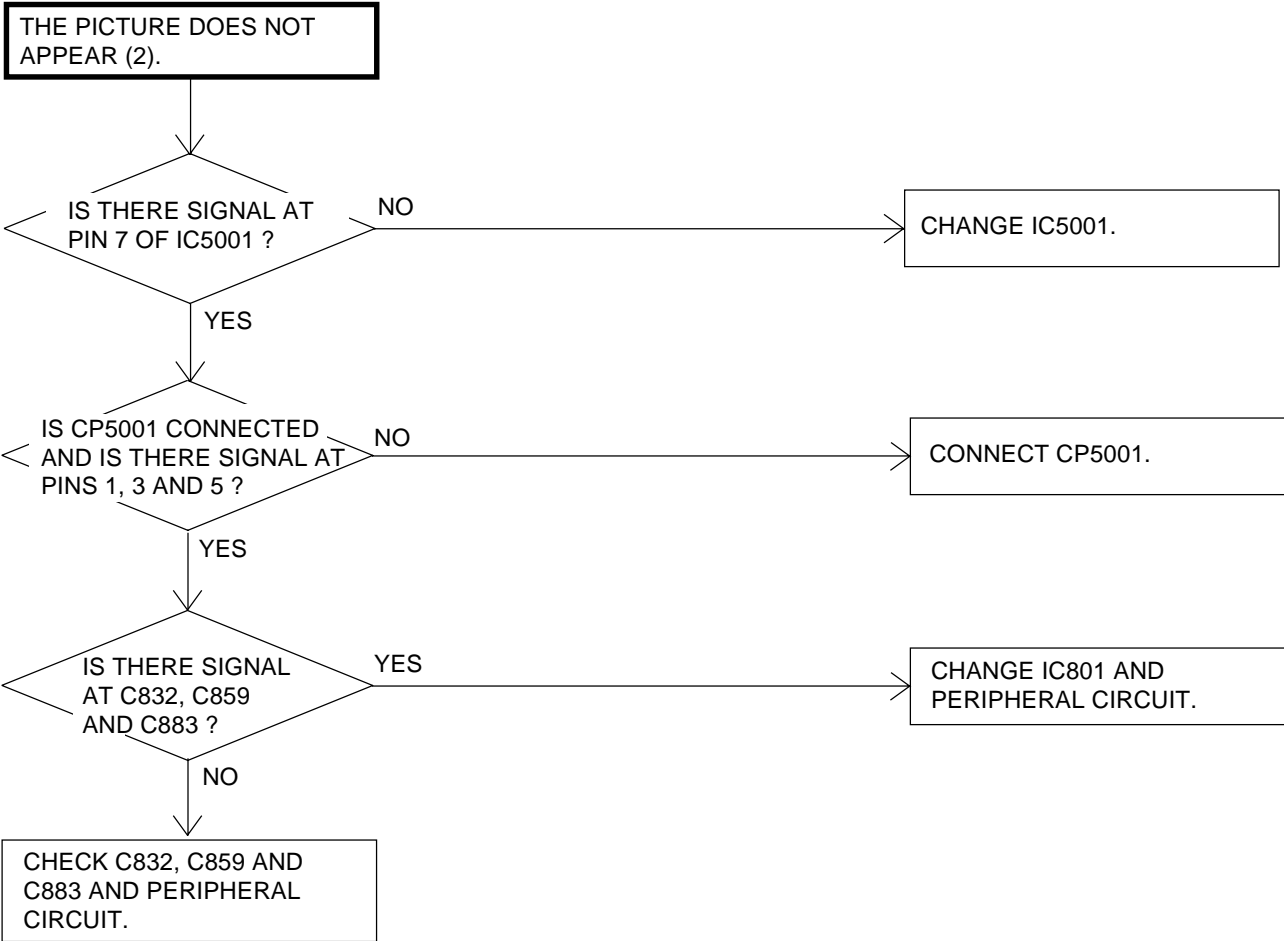 THE PICTURE DOES NOT
APPEAR (2).
IS THERE SIGNAL AT
PIN 7 OF IC5001 ?
NO
CHANGE IC5001.
YES
IS CP5001 CONNECTED
AND IS THERE SIGNAL AT
PINS 1, 3 AND 5 ?
NO
CONNECT CP5001.
YES
IS THERE SIGNAL
AT C832, C859
AND C883 ?
YES
CHANGE IC801 AND
PERIPHERAL CIRCUIT.
NO
CHECK C832, C859 AND
C883 AND PERIPHERAL
CIRCUIT.